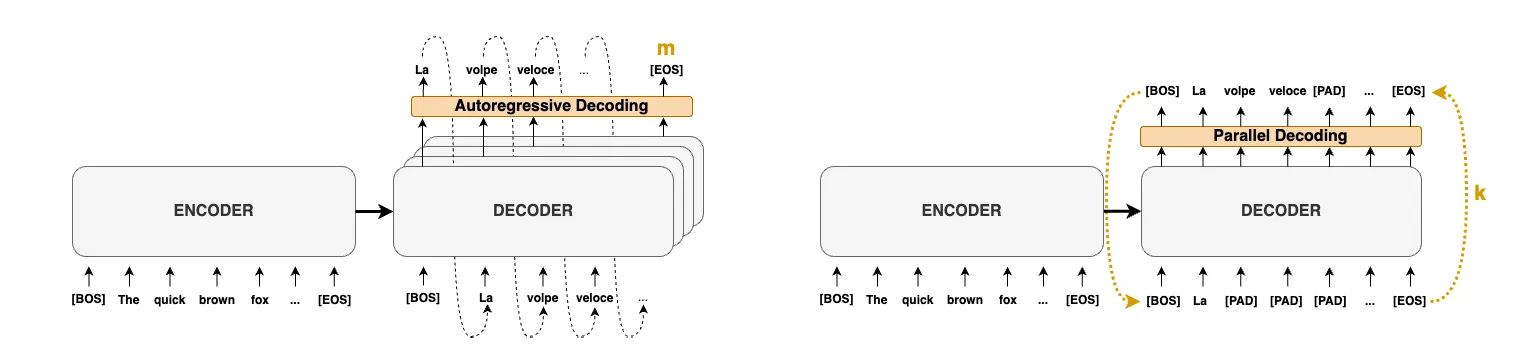 m
La volpe veloce ... [EOS]
Autoregressive Decoding
ENCODER
DECODER
[BOS] The quick brown fox ... [EOS]
[BOS] La volpe veloce ...
[BOS] La volpe veloce [PAD] ... [EOS]
Parallel Decoding
ENCODER
DECODER
k
[BOS] The quick brown fox ... [EOS]
[BOS] La [PAD] [PAD] [PAD] ... [EOS]